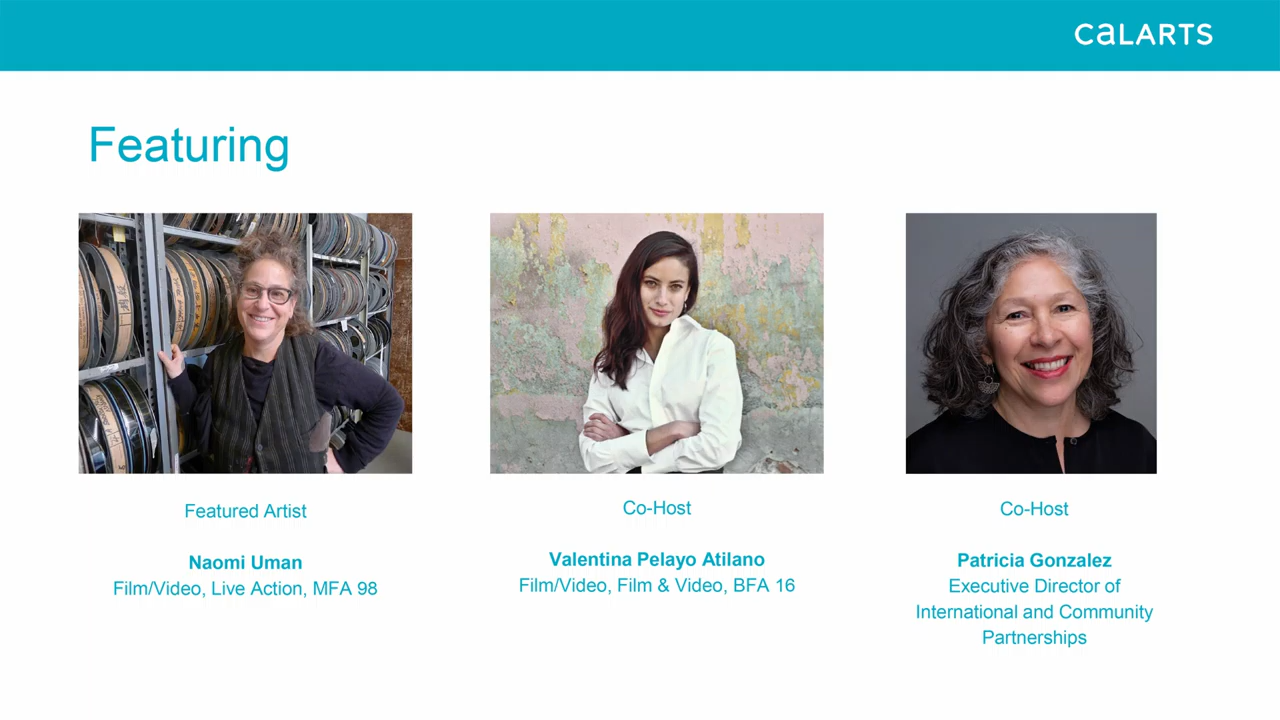 CALARTS
Featuring
Featured Artist
Naomi Uman
Film/Video, Live Action, MFA 98
Co-Host
Valentina Pelayo Atilano
Film/Video, Film & Video, BFA 16
Co-Host
Patricia Gonzalez
Executive Director of
International and Community
Partnerships